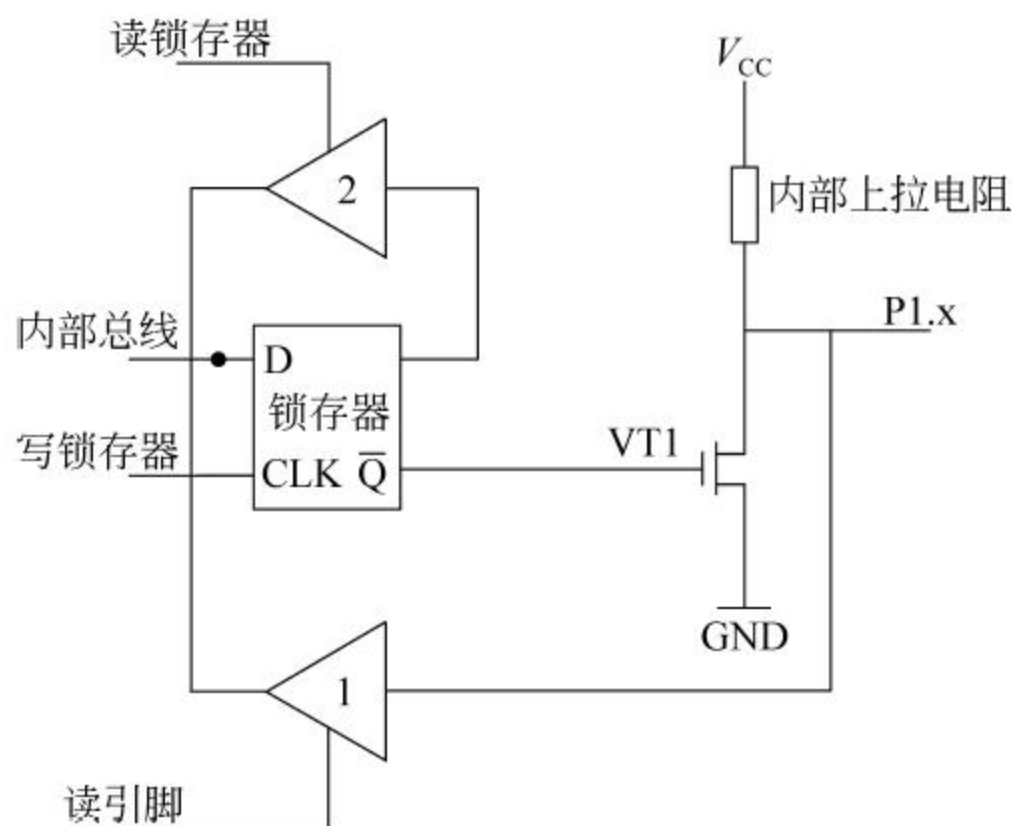 读锁存器
V_CC
2
内部上拉电阻
内部总线
P1.x
D
锁存器
写锁存器
CLK Q̅
VT1
GND
1
读引脚